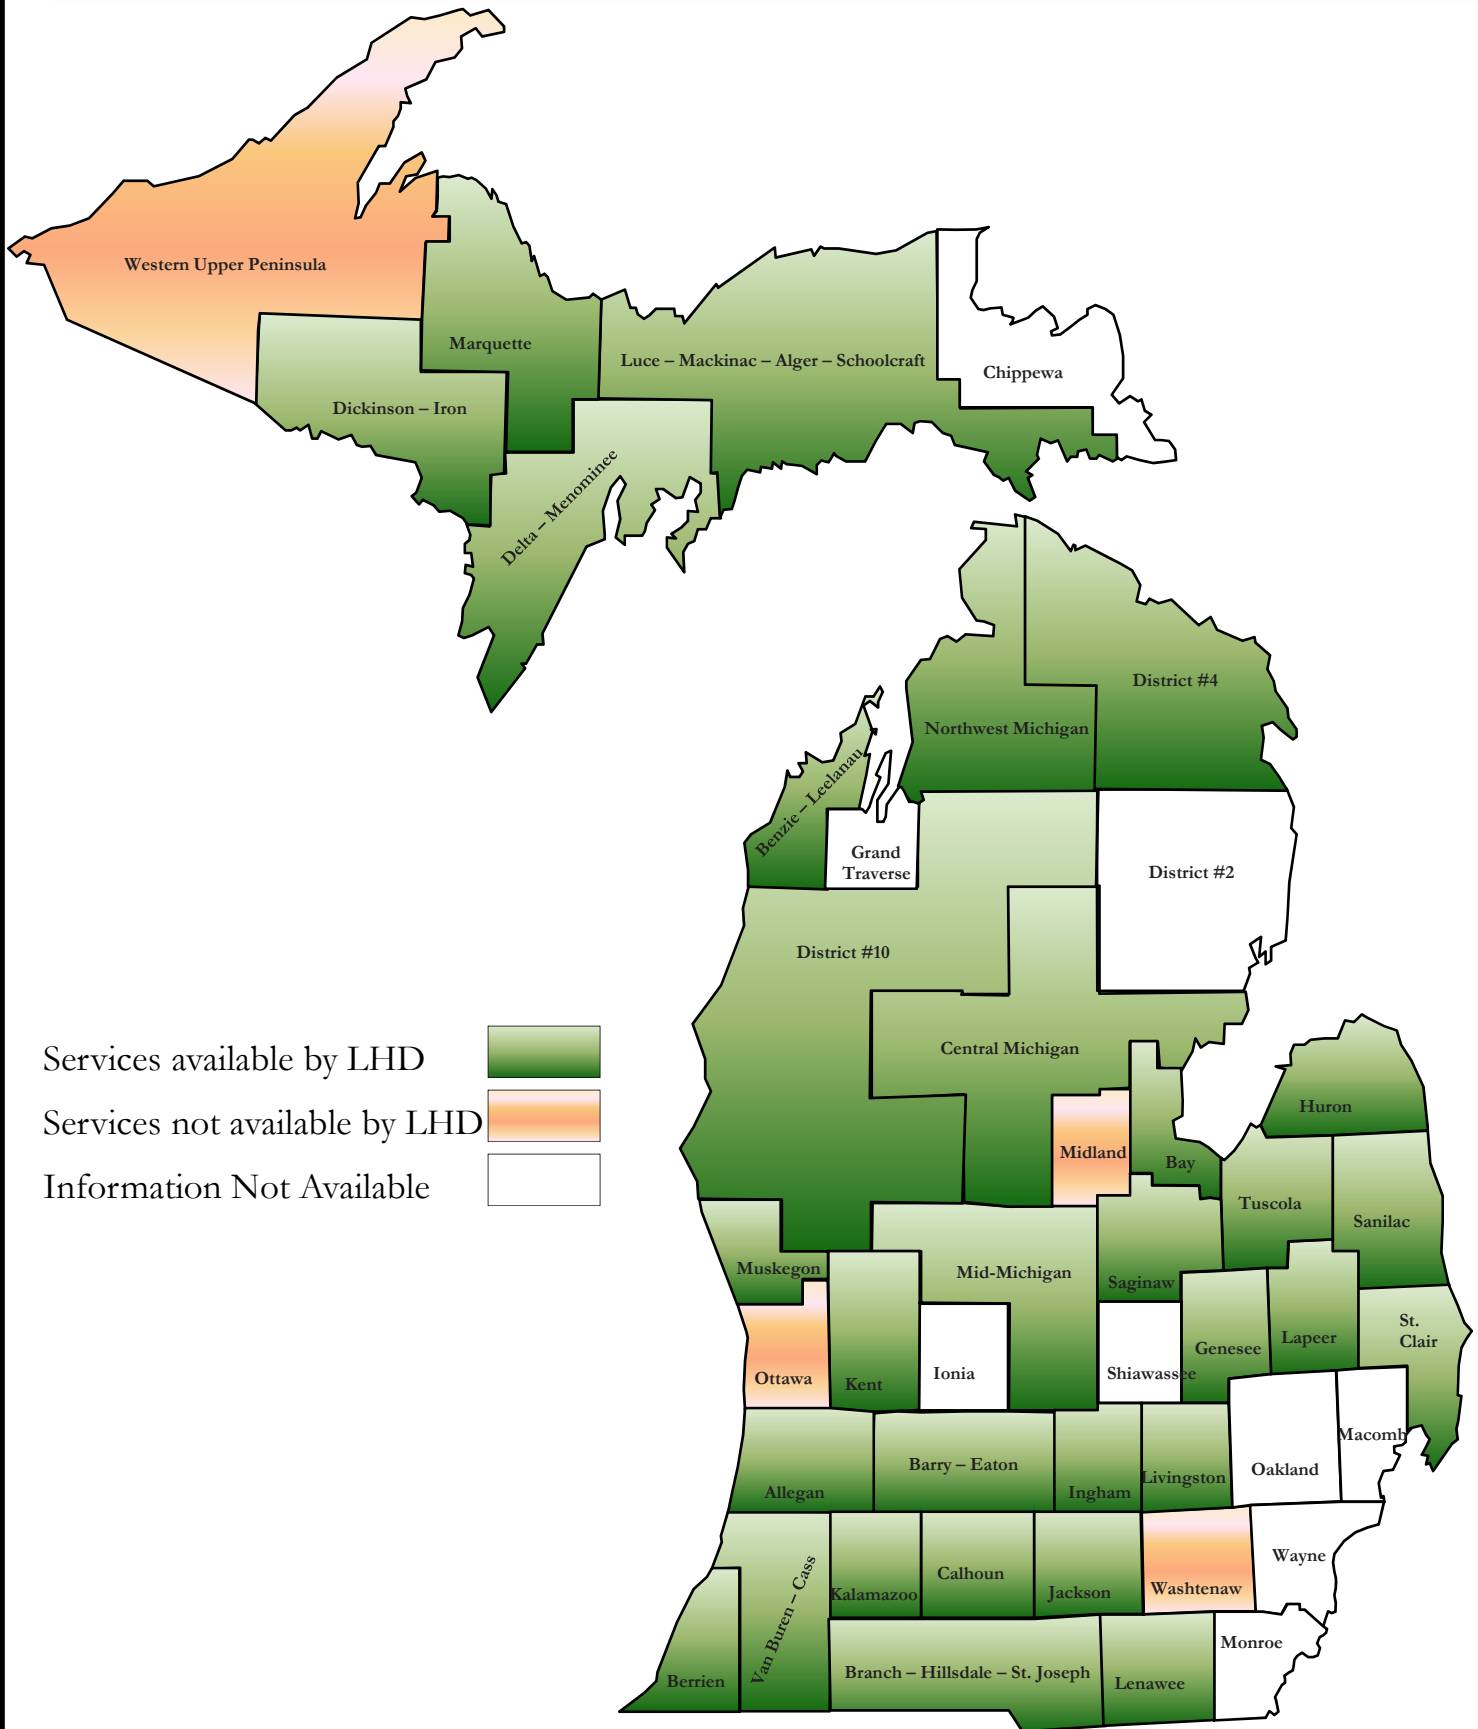 Western Upper Peninsula
Marquette
Luce – Mackinac – Alger – Schoolcraft
Chippewa
Dickinson – Iron
Delta – Menominee
District #4
Northwest Michigan
Benzie – Leelanau
Grand
Traverse
District #2
District #10
Services available by LHD
Services not available by LHD
Information Not Available
Central Michigan
Huron
Midland
Bay
Tuscola
Sanilac
Muskegon
Mid-Michigan
Saginaw
St.
Clair
Lapeer
Genesee
Ottawa
Kent
Ionia
Shiawassee
Macomb
Oakland
Barry – Eaton
Livingston
Allegan
Ingham
Wayne
Calhoun
Washtenaw
Jackson
Kalamazoo
Van Buren – Cass
Monroe
Branch – Hillsdale – St. Joseph
Berrien
Lenawee